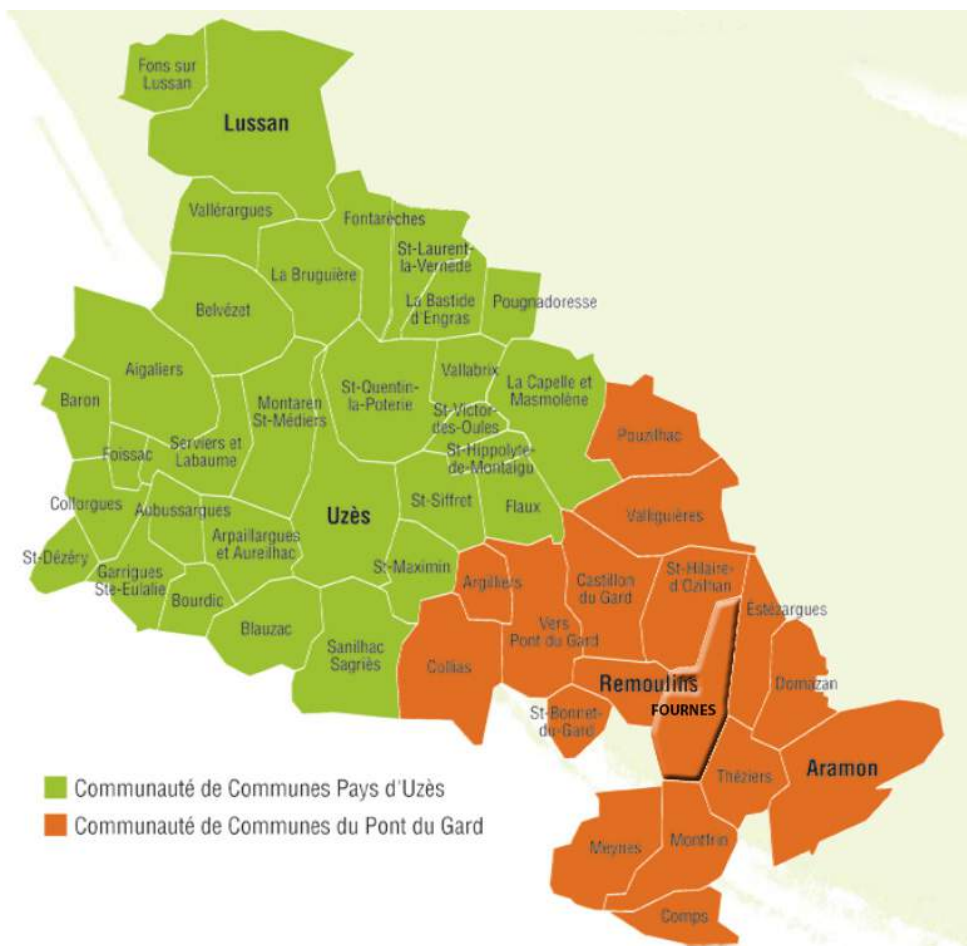 Fons sur
Lussan
Lussan
Vallérargues
Fontarèches
St-Laurent-
la-Vernède
La Bruguière
La Bastide
d'Engras
Pougnadoresse
Belvézet
Aigaliers
Vallabrix
La Capelle et
Masmolène
St-Quentin-
la-Poterie
Baron
Montaren
St-Médiers
St-Victor-
des-Oules
Pouzilhac
Serviers et
Labaume
Foissac
St-Hippolyte-
de-Montaigu
Collorgues
Aubussargues
St-Siffret
Flaux
Uzès
Valliguières
Arpaillargues
et Aureilhac
St-Dézéry
St-Maximin
Garrigues
Ste-Eulalie
Argilliers
Castillon
du Gard
St-Hilaire-
d'Ozilhan
Bourdic
Estézargues
Blauzac
Vers
Pont du Gard
Sanilhac
Sagriès
Collias
Remoulins
Domazan
FOURNES
St-Bonnet-
du-Gard
Aramon
Théziers
Communauté de Communes Pays d'Uzès
Communauté de Communes du Pont du Gard
Meynes
Montfrin
Comps